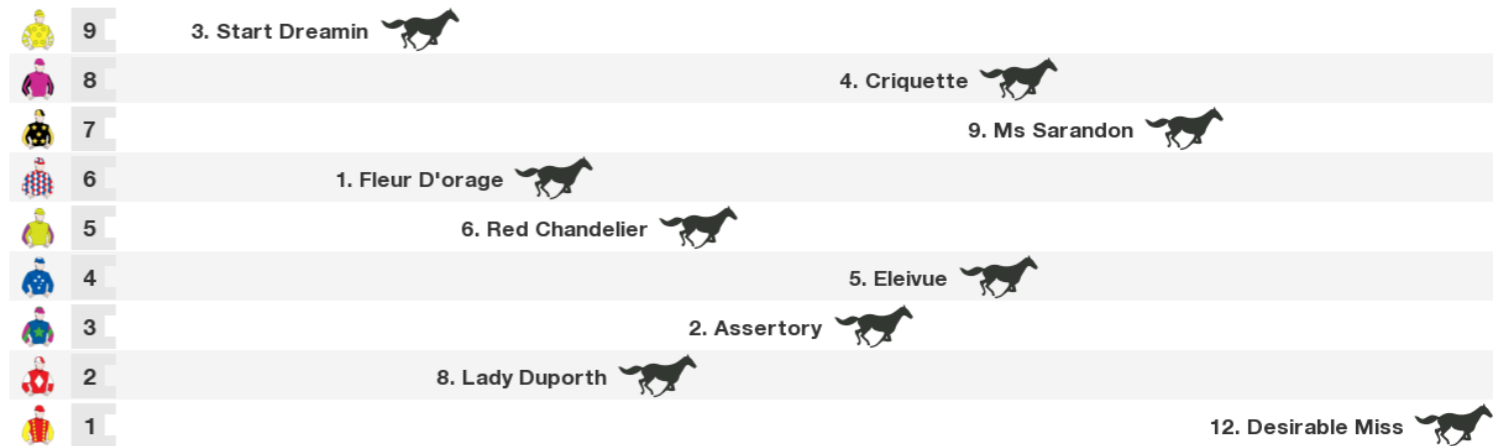 9 3. Start Dreamin
8 4. Criquette
7 9. Ms Sarandon
6 1. Fleur D'orage
5 6. Red Chandelier
4 5. Eleivue
3 2. Assertory
2 8. Lady Duporth
1 12. Desirable Miss